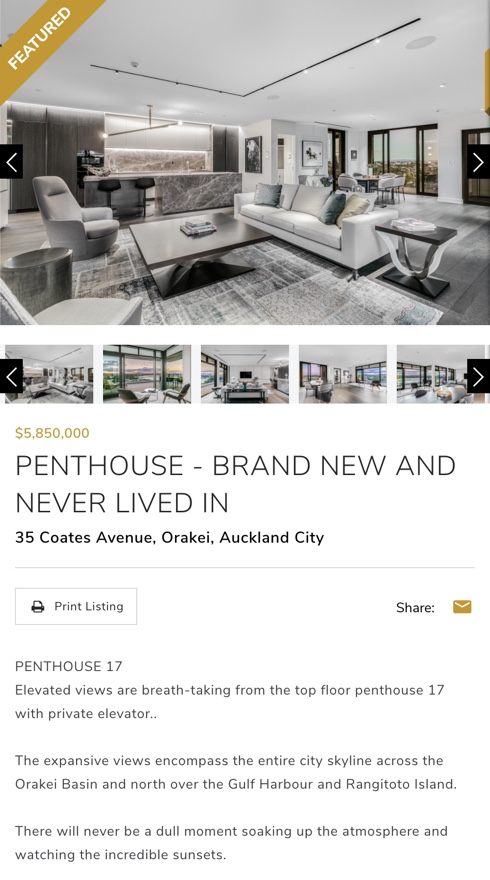 FEATURED
$5,850,000
PENTHOUSE - BRAND NEW AND
NEVER LIVED IN
35 Coates Avenue, Orakei, Auckland City
Print Listing
Share:
PENTHOUSE 17
Elevated views are breath-taking from the top floor penthouse 17
with private elevator..
The expansive views encompass the entire city skyline across the
Orakei Basin and north over the Gulf Harbour and Rangitoto Island.
There will never be a dull moment soaking up the atmosphere and
watching the incredible sunsets.